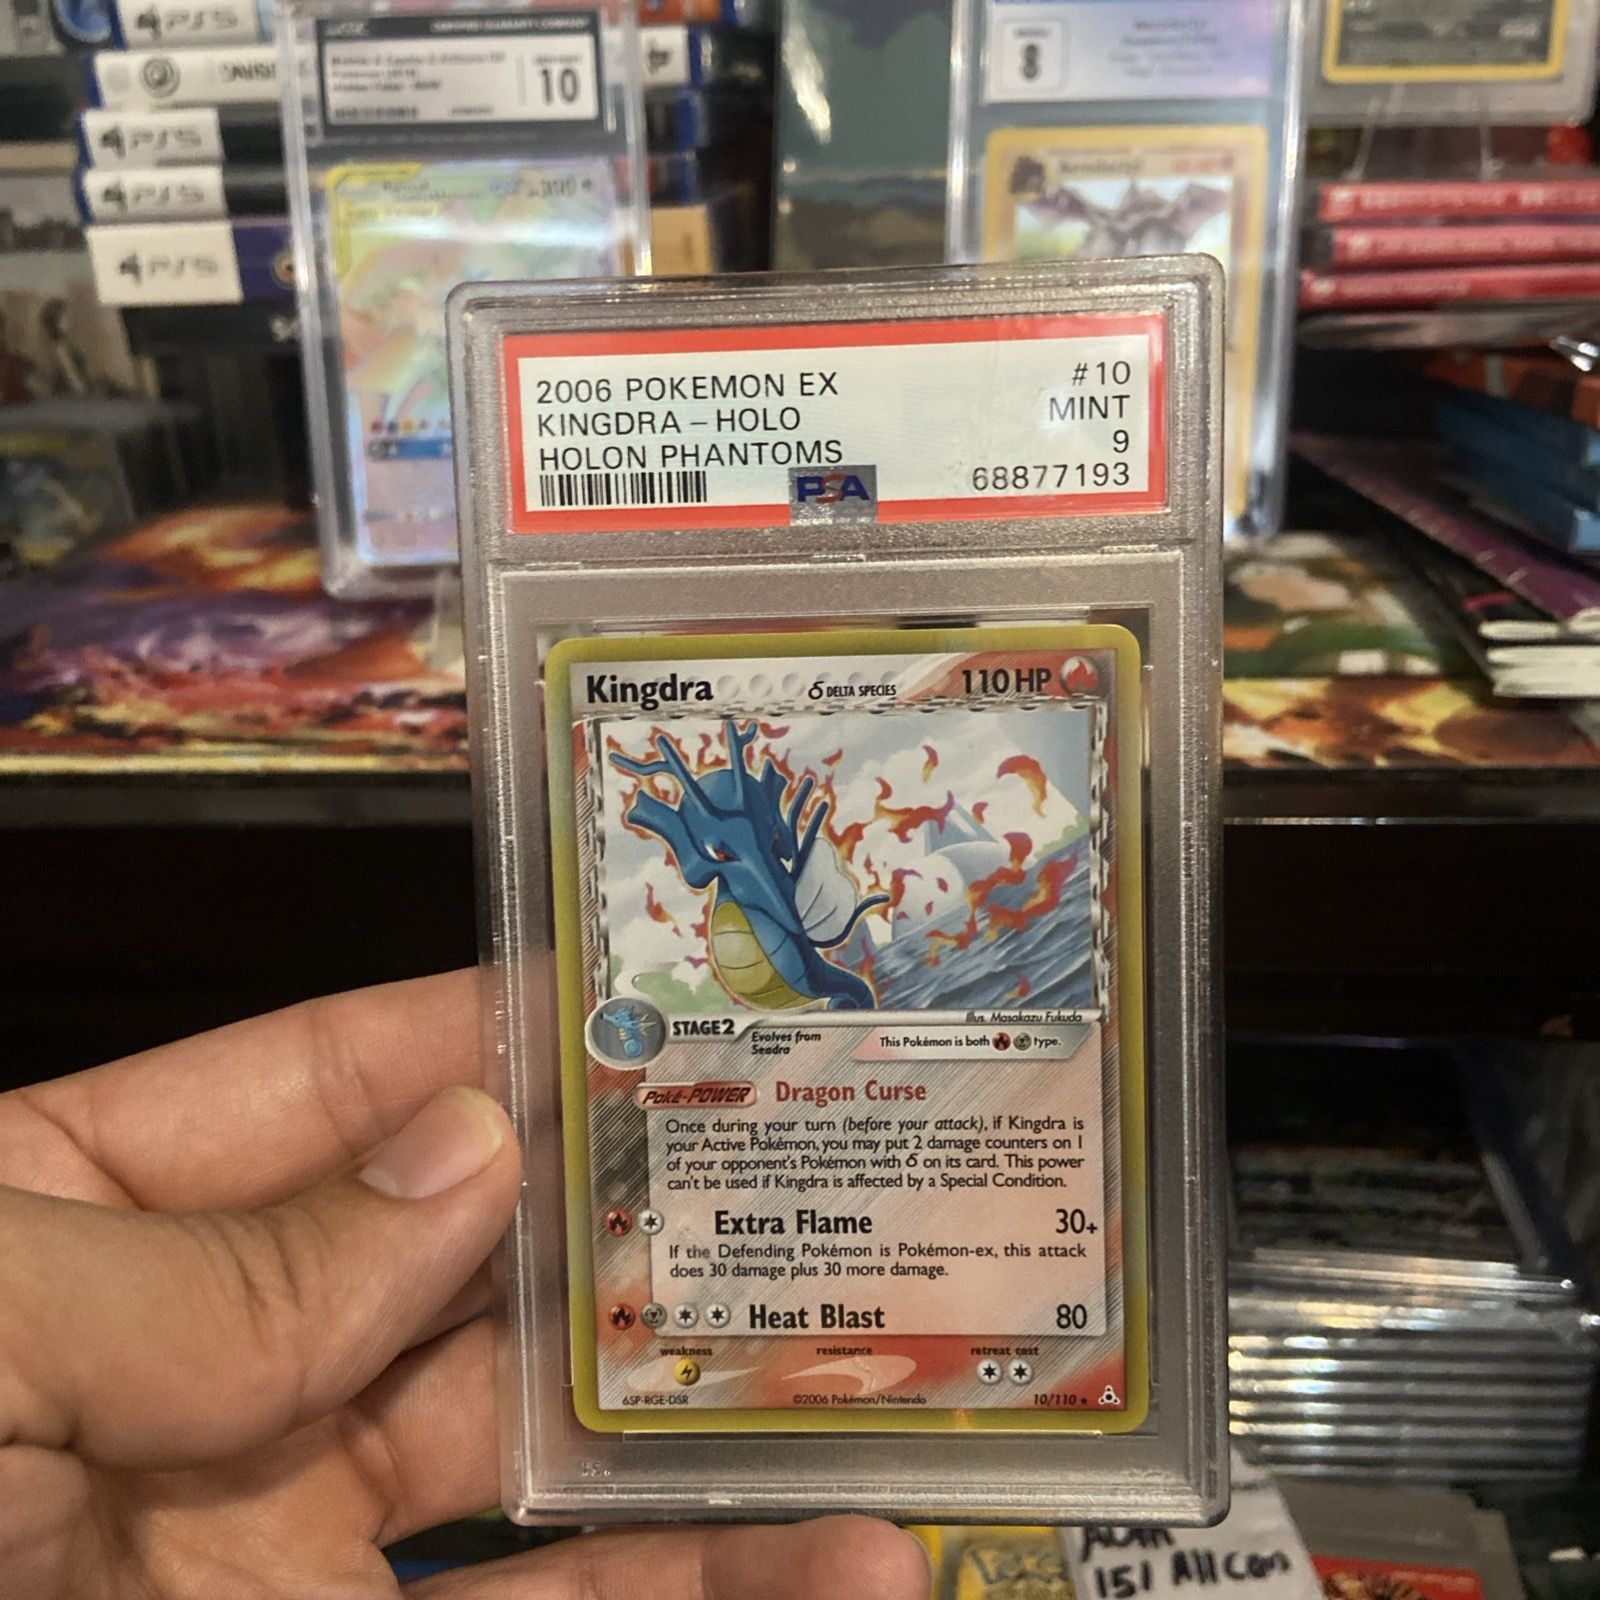 PS5
PS5
PS5
PS5
10
8
2006 POKEMON EX
#10
KINGDRA - HOLO
MINT
HOLON PHANTOMS
9
PSA
68877193
Kingdra
δ DELTA SPECIES
110 HP
Illus. Masakazu Fukuda
STAGE2
Evolves from
Seadra
This Pokémon is both type.
Poké-POWER Dragon Curse
Once during your turn (before your attack), if Kingdra is
your Active Pokémon, you may put 2 damage counters on 1
of your opponent's Pokémon with δ on its card. This power
can't be used if Kingdra is affected by a Special Condition.
Extra Flame 30+
If the Defending Pokémon is Pokémon-ex, this attack
does 30 damage plus 30 more damage.
Heat Blast 80
weakness
resistance
retreat cost
6SP-RGE-DSR
©2006 Pokémon/Nintendo
10/110
151 All Cards